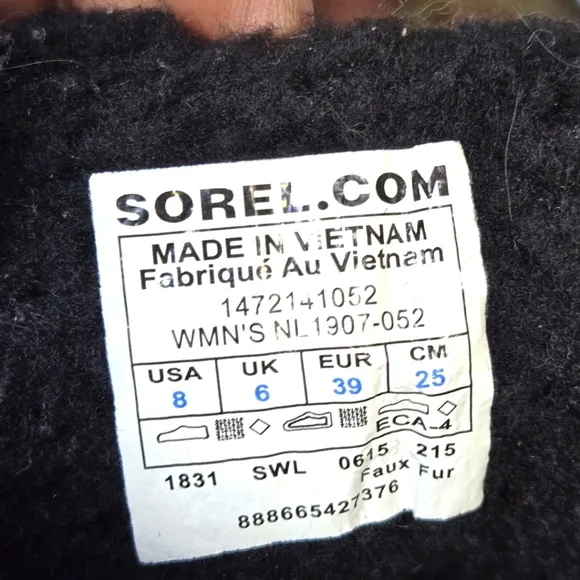 SOREL.COM
MADE IN VIETNAM
Fabriqué Au Vietnam
1472141052
WMN'S NL1907-052
USA UK EUR CM
8 6 39 25
ECA-4
1831 SWL 0615 215
Faux Fur
888665427376